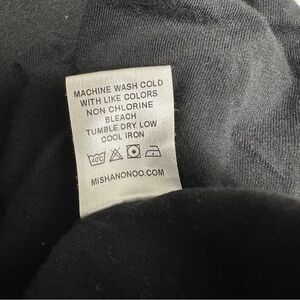 MACHINE WASH COLD
WITH LIKE COLORS
NON CHLORINE
BLEACH
TUMBLE DRY LOW
COOL IRON
40°C
MISHANONOO.COM